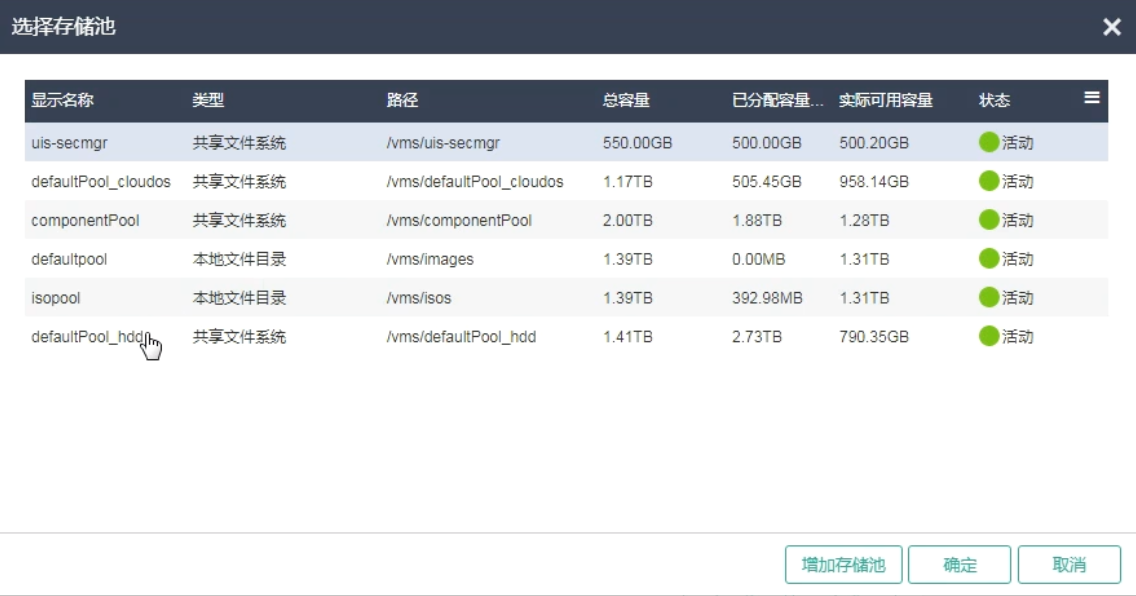 选择存储池
显示名称 类型 路径 总容量 已分配容量... 实际可用容量 状态
uis-secmgr 共享文件系统 /vms/uis-secmgr 550.00GB 500.00GB 500.20GB 活动
defaultPool_cloudos 共享文件系统 /vms/defaultPool_cloudos 1.17TB 505.45GB 958.14GB 活动
componentPool 共享文件系统 /vms/componentPool 2.00TB 1.88TB 1.28TB 活动
defaultpool 本地文件目录 /vms/images 1.39TB 0.00MB 1.31TB 活动
isopool 本地文件目录 /vms/isos 1.39TB 392.98MB 1.31TB 活动
defaultPool_hdd 共享文件系统 /vms/defaultPool_hdd 1.41TB 2.73TB 790.35GB 活动
增加存储池 确定 取消